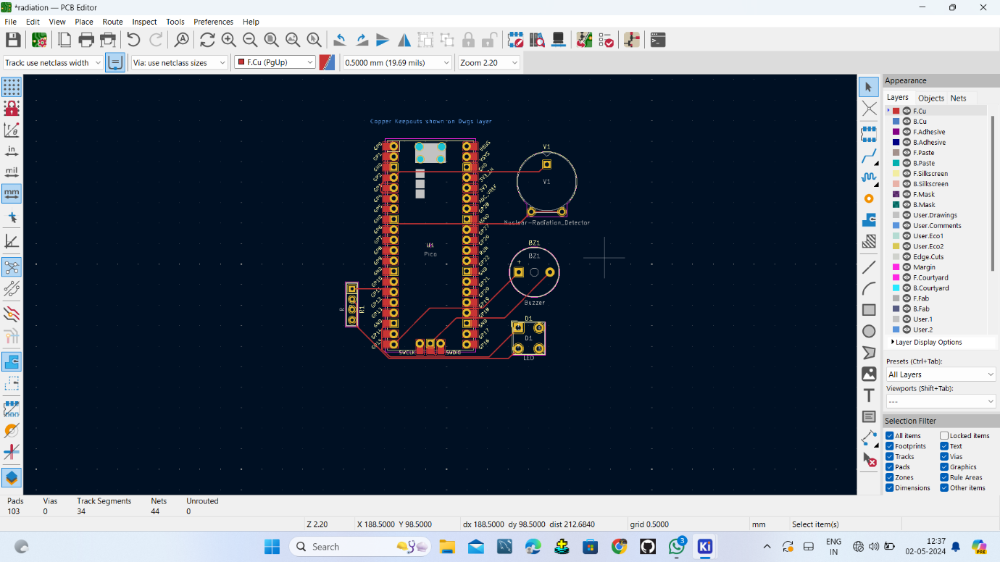 *radiation — PCB Editor
File Edit View Place Route Inspect Tools Preferences Help
Track: use netclass width
Via: use netclass sizes
F.Cu (PgUp)
0.5000 mm (19.69 mils)
Zoom 2.20
in
mil
mm
Copper Keepouts shown on Dwgs layer
GP0
GP1
GND
GP2
GP3
GP4
GP5
GND
GP6
GP7
GP8
GP9
GND
GP10
GP11
GP12
GP13
GND
GP14
GP15
VBUS
VSYS
GND
3V3_EN
3V3
ADC_VREF
GP28
AGND
GP27
GP26
RUN
GP22
GND
GP21
GP20
GP19
GP18
GND
GP17
GP16
U1
Pico
SWCLK
SWDIO
R
R1
V1
V1
Nuclear-Radiation_Detector
BZ1
BZ1
+
Buzzer
D1
D1
LED
Appearance
Layers Objects Nets
F.Cu
B.Cu
F.Adhesive
B.Adhesive
F.Paste
B.Paste
F.Silkscreen
B.Silkscreen
F.Mask
B.Mask
User.Drawings
User.Comments
User.Eco1
User.Eco2
Edge.Cuts
Margin
F.Courtyard
B.Courtyard
F.Fab
B.Fab
User.1
User.2
Layer Display Options
Presets (Ctrl+Tab):
All Layers
Viewports (Shift+Tab):
---
Selection Filter
All items Locked items
Footprints Text
Tracks Vias
Pads Graphics
Zones Rule Areas
Dimensions Other items
Pads Vias Track Segments Nets Unrouted
103 0 34 44 0
Z 2.20 X 188.5000 Y 98.5000 dx 188.5000 dy 98.5000 dist 212.6840 grid 0.5000 mm Select item(s)
Search
3
Ki
ENG
IN
12:37
02-05-2024
PRE